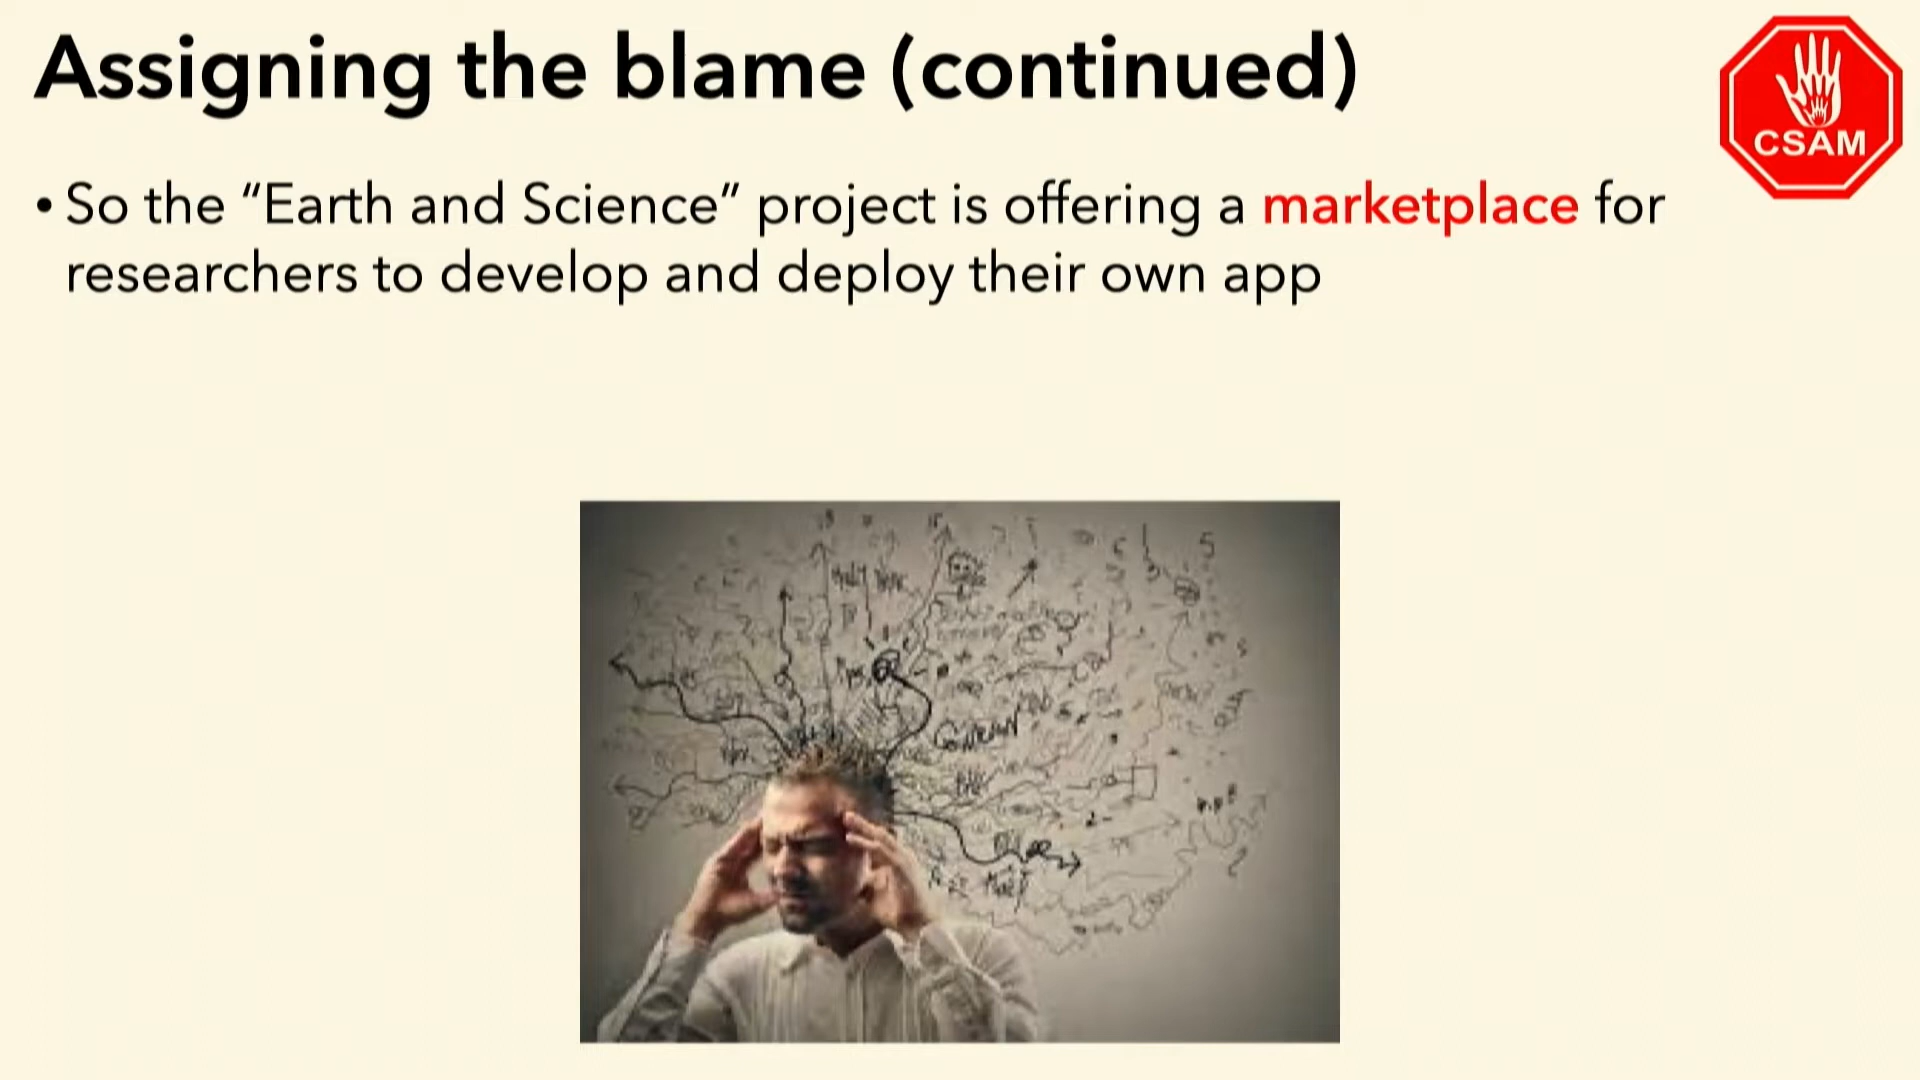 Assigning the blame (continued)
CSAM
• So the “Earth and Science” project is offering a marketplace for
researchers to develop and deploy their own app